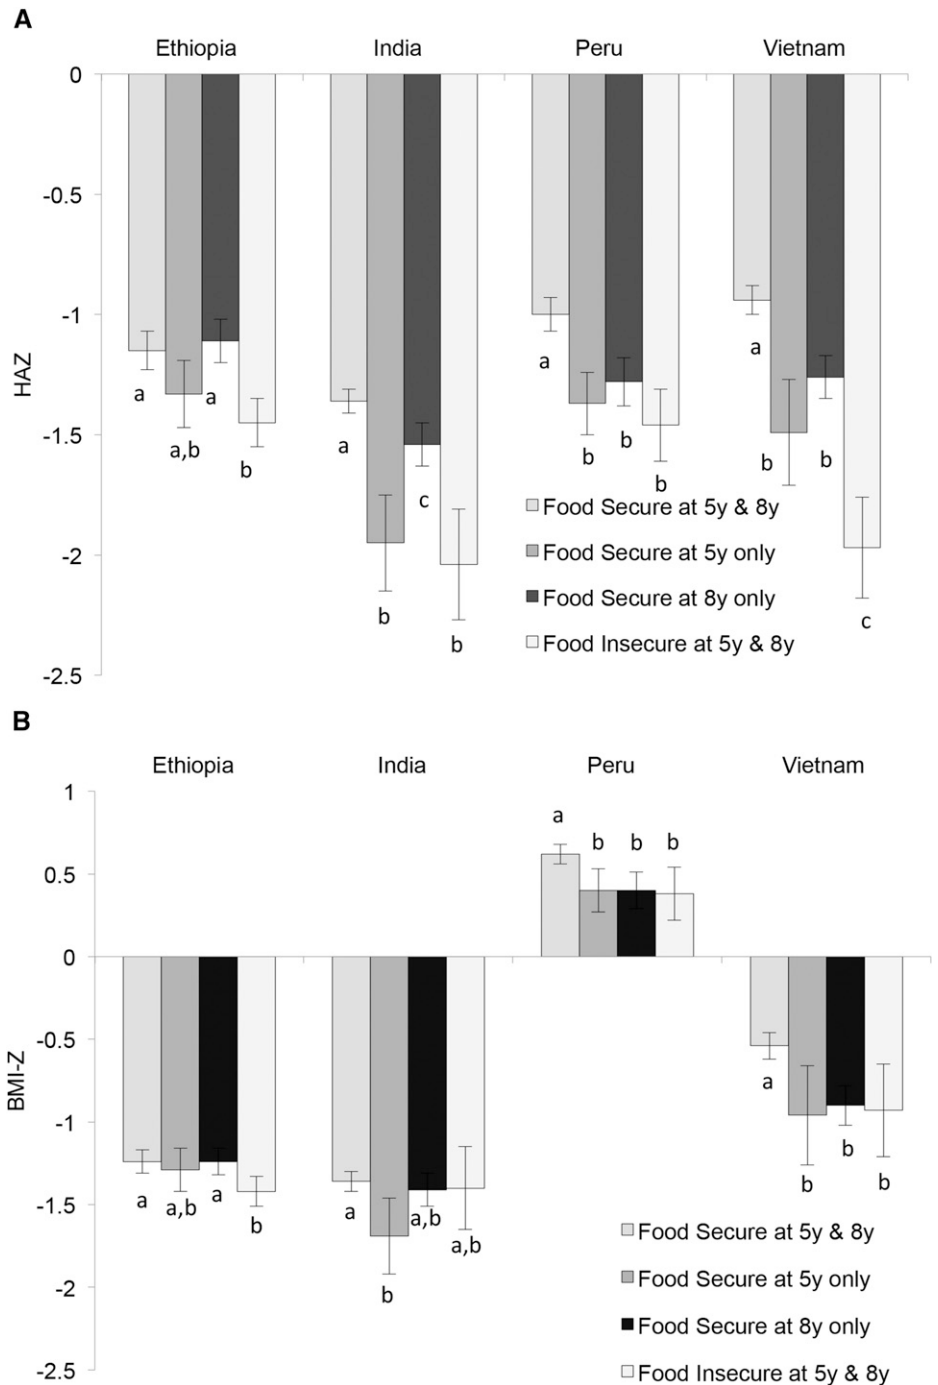 A
Ethiopia India Peru Vietnam
0
-0.5
-1
-1.5
-2
-2.5
HAZ
a a,b a b
a b c b
a b b b
a b b c
Food Secure at 5y & 8y
Food Secure at 5y only
Food Secure at 8y only
Food Insecure at 5y & 8y
B
Ethiopia India Peru Vietnam
1
0.5
0
-0.5
-1
-1.5
-2
-2.5
BMI-Z
a a,b a b
a b a,b a,b
a b b b
a b b b
Food Secure at 5y & 8y
Food Secure at 5y only
Food Secure at 8y only
Food Insecure at 5y & 8y